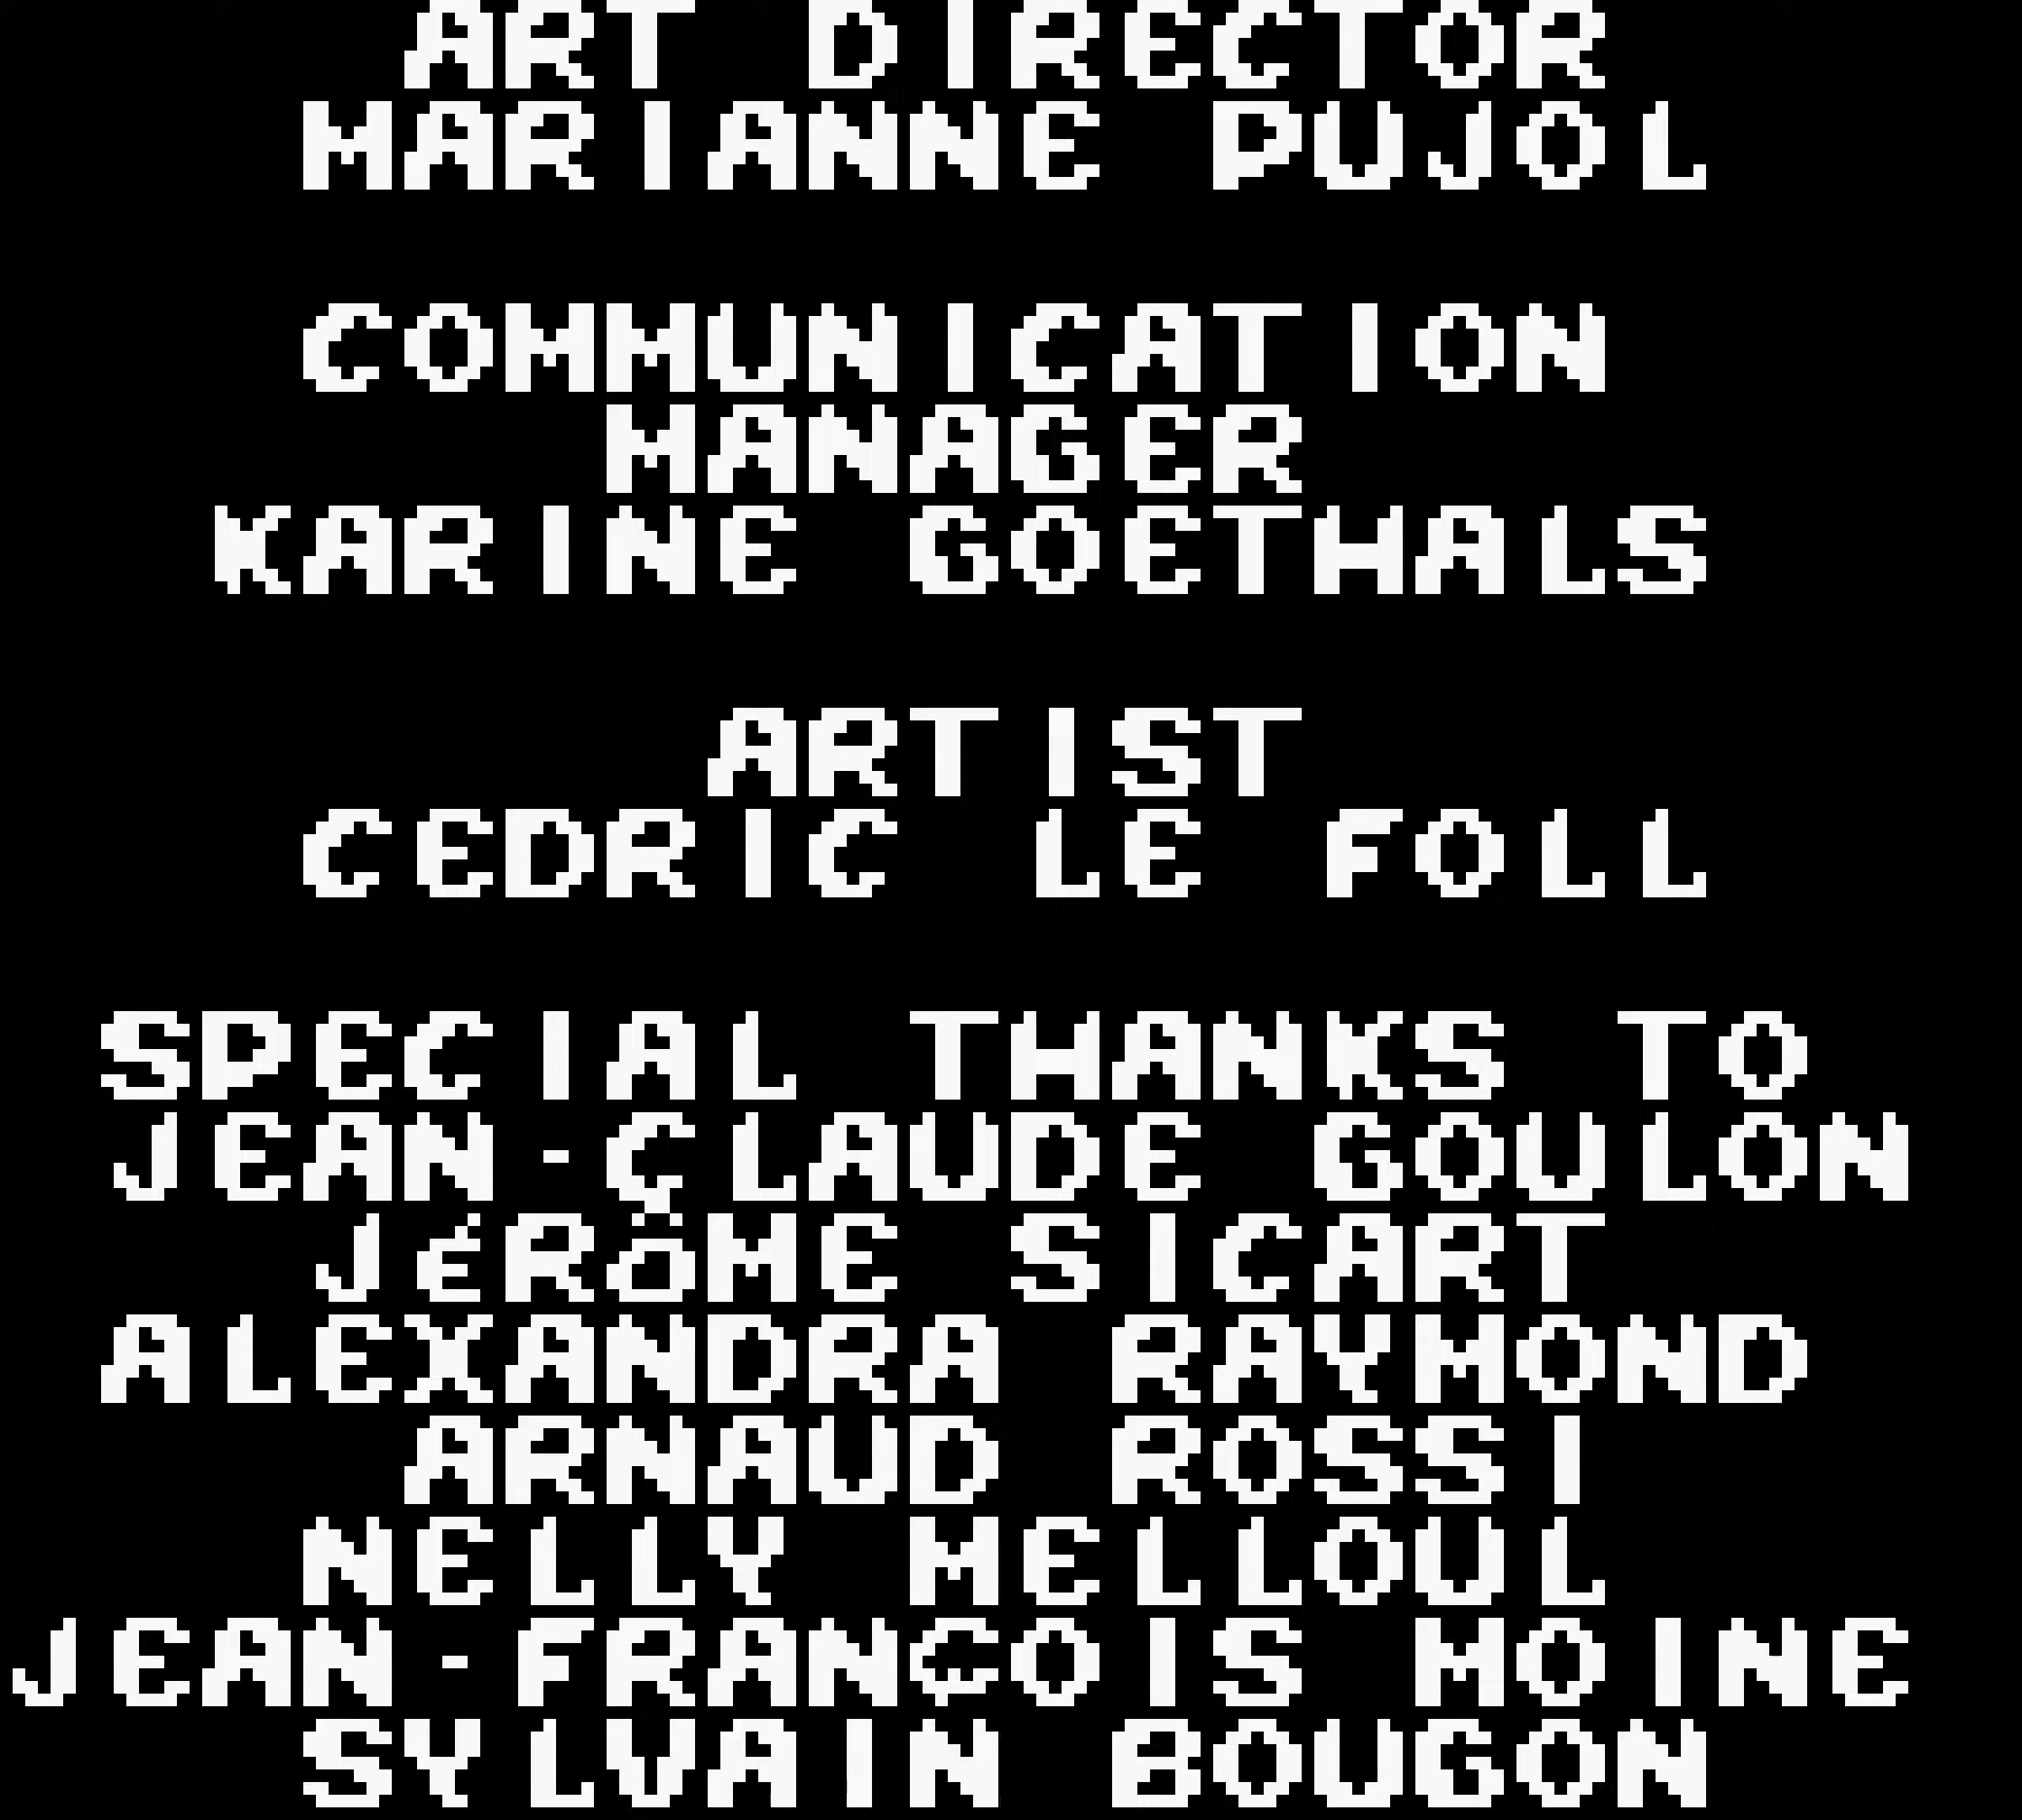 ART DIRECTOR
MARIANNE PUJOL
COMMUNICATION
MANAGER
KARINE GOETHALS
ARTIST
CEDRIC LE FOLL
SPECIAL THANKS TO
JEAN-CLAUDE GOULON
JéRôME SICART
ALEXANDRA RAYMOND
ARNAUD ROSSI
NELLY MELLOUL
JEAN-FRANÇOIS MOINE
SYLVAIN BOUGON